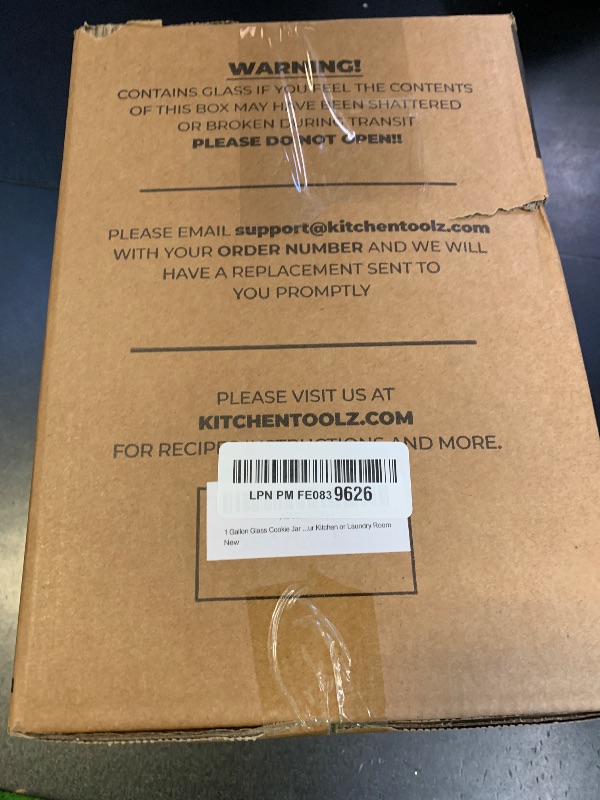 WARNING!
CONTAINS GLASS IF YOU FEEL THE CONTENTS
OF THIS BOX MAY HAVE BEEN SHATTERED
OR BROKEN DURING TRANSIT
PLEASE DO NOT OPEN!!
PLEASE EMAIL support@kitchentoolz.com
WITH YOUR ORDER NUMBER AND WE WILL
HAVE A REPLACEMENT SENT TO
YOU PROMPTLY
PLEASE VISIT US AT
KITCHENTOOLZ.COM
FOR RECIPE INSTRUCTIONS AND MORE.
LPN PM FE083 9626
1 Gallon Glass Cookie Jar ...ur Kitchen or Laundry Room
New